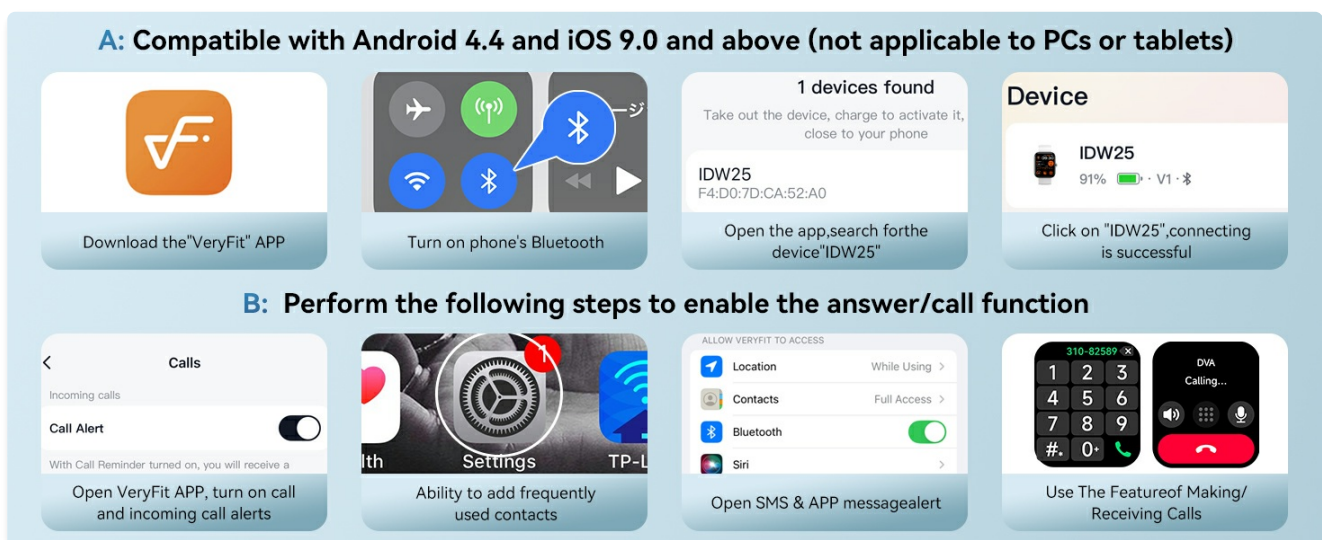 A: Compatible with Android 4.4 and iOS 9.0 and above (not applicable to PCs or tablets)
Download the"VeryFit" APP
ージ
Turn on phone's Bluetooth
1 devices found
Take out the device, charge to activate it,
close to your phone
IDW25
F4:D0:7D:CA:52:A0
Open the app,search forthe
device"IDW25"
Device
IDW25
91% · V1 ·
Click on "IDW25",connecting
is successful
B: Perform the following steps to enable the answer/call function
Calls
Incoming calls
Call Alert
With Call Reminder turned on, you will receive a
Open VeryFit APP, turn on call
and incoming call alerts
1
lth
Settings
TP-L
Ability to add frequently
used contacts
ALLOW VERYFIT TO ACCESS
Location While Using >
Contacts Full Access >
Bluetooth
Siri >
Open SMS & APP messagealert
310-82589
1 2 3
4 5 6
7 8 9
#. 0+
DVA
Calling...
Use The Featureof Making/
Receiving Calls